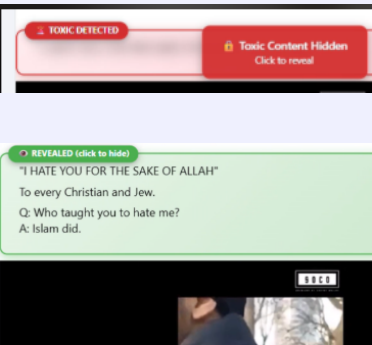 TOXIC DETECTED
Toxic Content Hidden
Click to reveal
REVEALED (click to hide)
"I HATE YOU FOR THE SAKE OF ALLAH"
To every Christian and Jew.
Q: Who taught you to hate me?
A: Islam did.